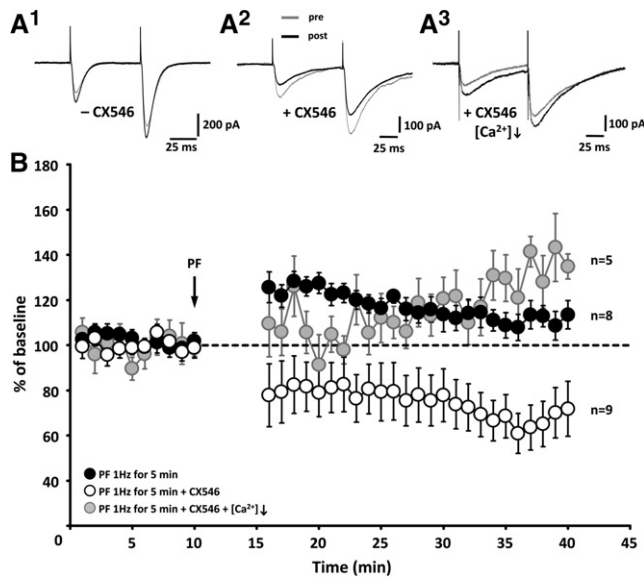 A¹
A²
A³
pre
post
– CX546
+ CX546
+ CX546
[Ca²⁺]↓
200 pA
25 ms
100 pA
25 ms
100 pA
25 ms
B
180
160
140
120
100
80
60
40
20
% of baseline
PF
n=5
n=8
n=9
PF 1Hz for 5 min
PF 1Hz for 5 min + CX546
PF 1Hz for 5 min + CX546 + [Ca²⁺]↓
0 5 10 15 20 25 30 35 40 45
Time (min)